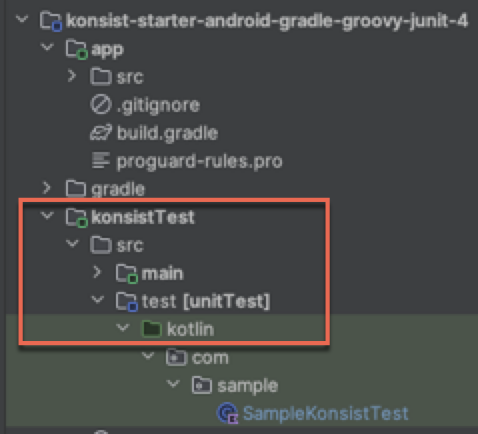 konsist-starter-android-gradle-groovy-junit-4
app
src
.gitignore
build.gradle
proguard-rules.pro
gradle
konsistTest
src
main
test [unitTest]
kotlin
com
sample
SampleKonsistTest